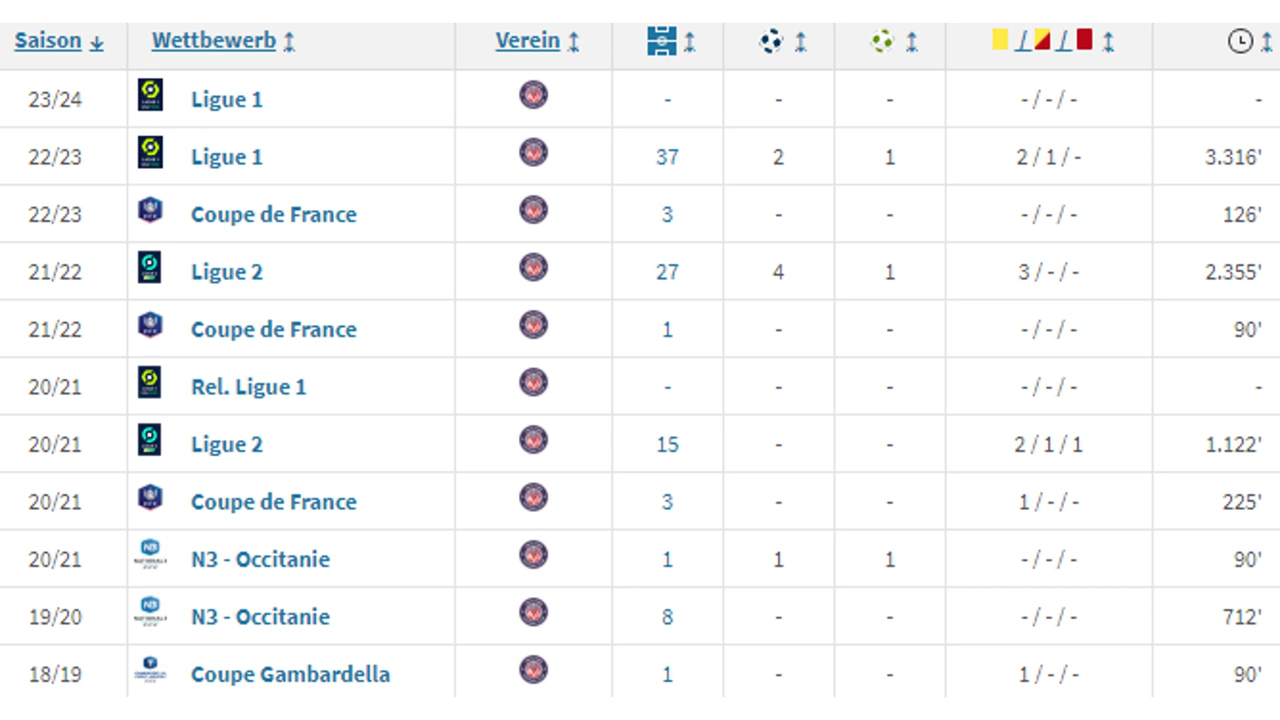 Saison Wettbewerb Verein
23/24 Ligue 1 - - - -/-/- -
22/23 Ligue 1 37 2 1 2/1/- 3.316'
22/23 Coupe de France 3 - - -/-/- 126'
21/22 Ligue 2 27 4 1 3/-/- 2.355'
21/22 Coupe de France 1 - - -/-/- 90'
20/21 Rel. Ligue 1 - - - -/-/- -
20/21 Ligue 2 15 - - 2/1/1 1.122'
20/21 Coupe de France 3 - - 1/-/- 225'
20/21 N3 N3 - Occitanie 1 1 1 -/-/- 90'
19/20 N3 N3 - Occitanie 8 - - -/-/- 712'
18/19 Coupe Gambardella 1 - - 1/-/- 90'